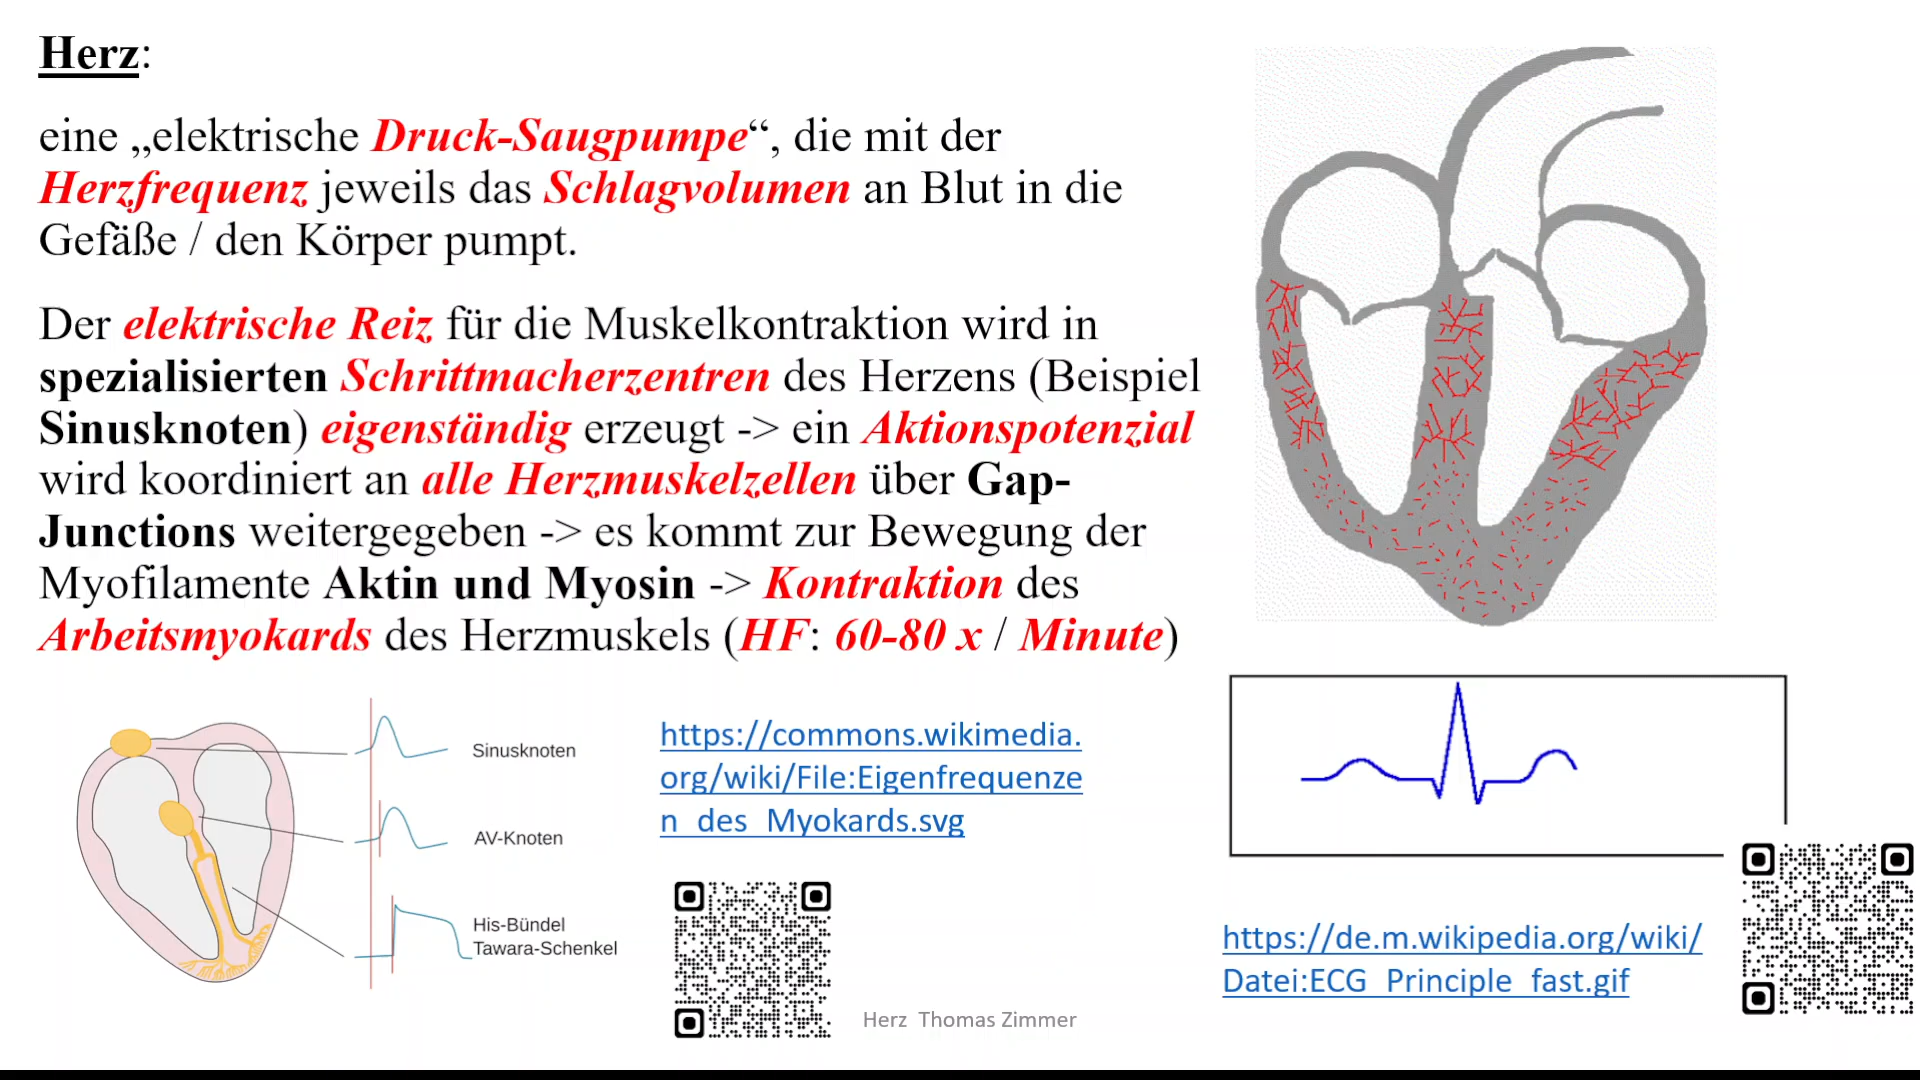 Herz:
eine „elektrische Druck-Saugpumpe“, die mit der
Herzfrequenz jeweils das Schlagvolumen an Blut in die
Gefäße / den Körper pumpt.
Der elektrische Reiz für die Muskelkontraktion wird in
spezialisierten Schrittmacherzentren des Herzens (Beispiel
Sinusknoten) eigenständig erzeugt -> ein Aktionspotenzial
wird koordiniert an alle Herzmuskelzellen über Gap-
Junctions weitergegeben -> es kommt zur Bewegung der
Myofilamente Aktin und Myosin -> Kontraktion des
Arbeitsmyokards des Herzmuskels (HF: 60-80 x / Minute)
Sinusknoten
AV-Knoten
His-Bündel
Tawara-Schenkel
https://commons.wikimedia.
org/wiki/File:Eigenfrequenze
n_des_Myokards.svg
https://de.m.wikipedia.org/wiki/
Datei:ECG_Principle_fast.gif
Herz Thomas Zimmer